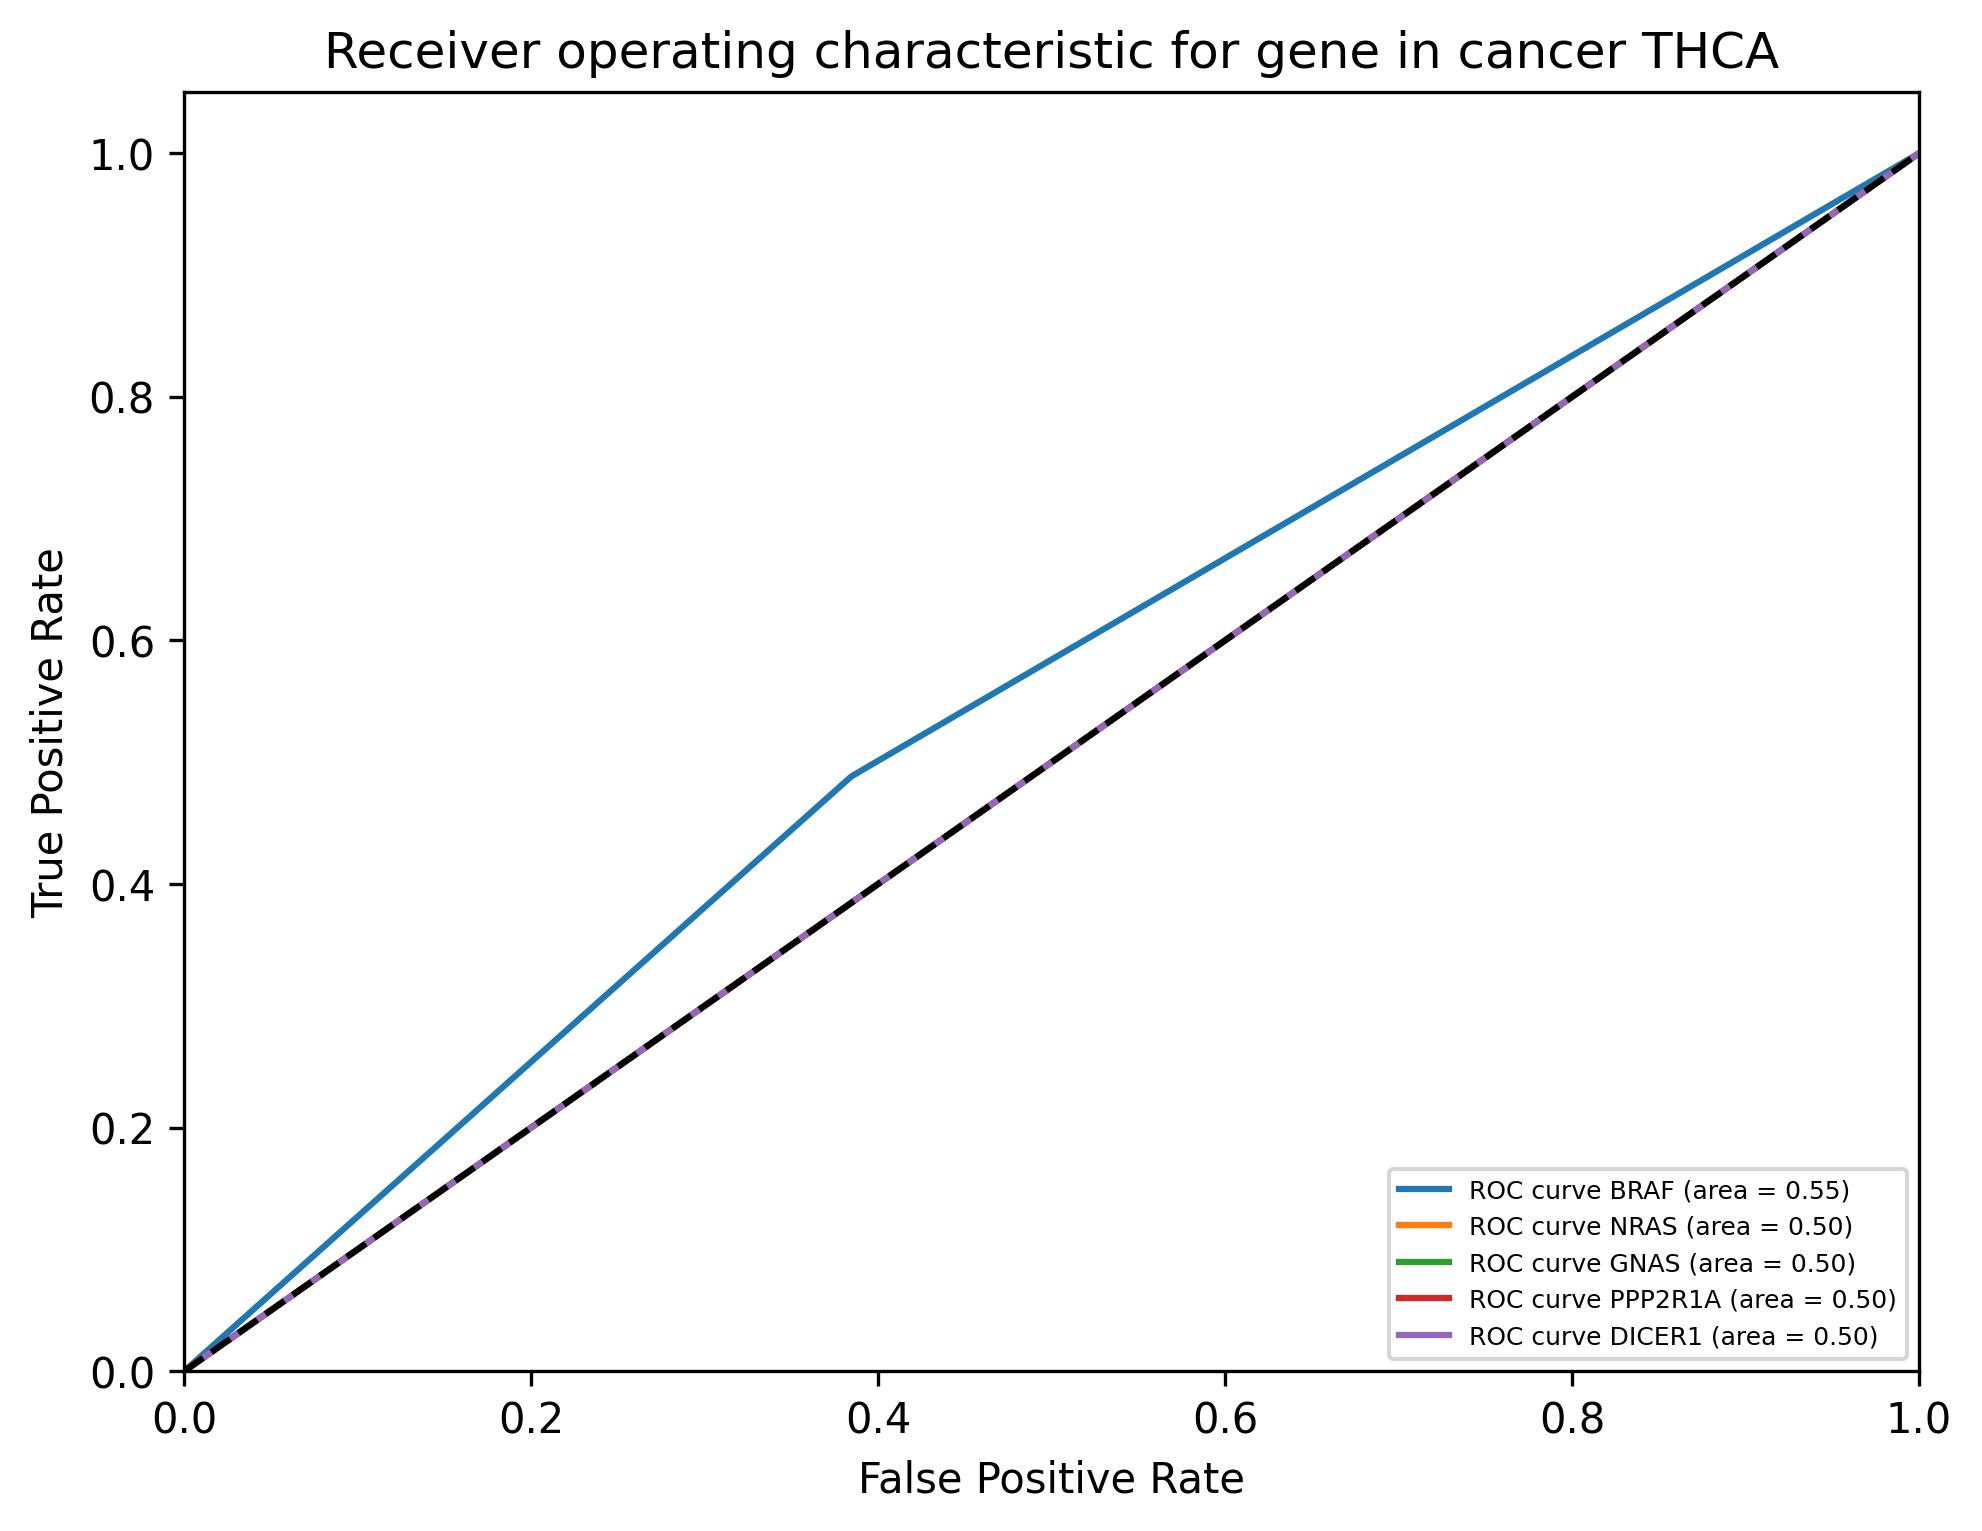 Receiver operating characteristic for gene in cancer THCA
True Positive Rate
1.0
0.8
0.6
0.4
0.2
0.0
0.0 0.2 0.4 0.6 0.8 1.0
False Positive Rate
ROC curve BRAF (area = 0.55)
ROC curve NRAS (area = 0.50)
ROC curve GNAS (area = 0.50)
ROC curve PPP2R1A (area = 0.50)
ROC curve DICER1 (area = 0.50)